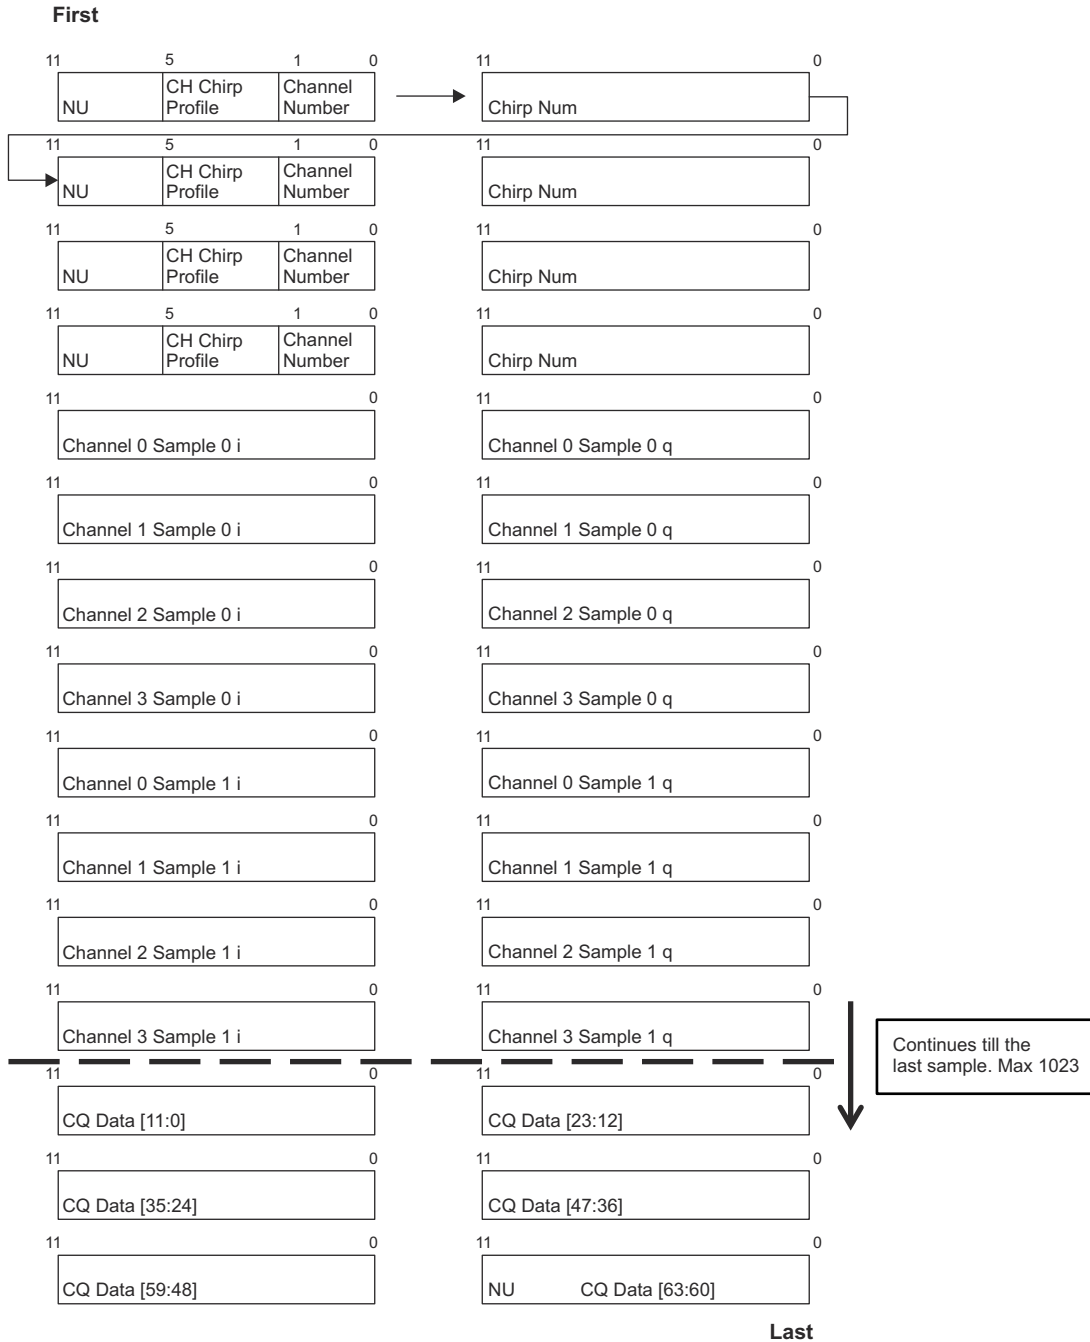 First
11 5 1 0 11 0
NU CH Chirp Profile Channel Number Chirp Num
11 5 1 0 11 0
NU CH Chirp Profile Channel Number Chirp Num
11 5 1 0 11 0
NU CH Chirp Profile Channel Number Chirp Num
11 5 1 0 11 0
NU CH Chirp Profile Channel Number Chirp Num
11 0 11 0
Channel 0 Sample 0 i Channel 0 Sample 0 q
11 0 11 0
Channel 1 Sample 0 i Channel 1 Sample 0 q
11 0 11 0
Channel 2 Sample 0 i Channel 2 Sample 0 q
11 0 11 0
Channel 3 Sample 0 i Channel 3 Sample 0 q
11 0 11 0
Channel 0 Sample 1 i Channel 0 Sample 1 q
11 0 11 0
Channel 1 Sample 1 i Channel 1 Sample 1 q
11 0 11 0
Channel 2 Sample 1 i Channel 2 Sample 1 q
11 0 11 0
Channel 3 Sample 1 i Channel 3 Sample 1 q
Continues till the
last sample. Max 1023
11 0 11 0
CQ Data [11:0] CQ Data [23:12]
11 0 11 0
CQ Data [35:24] CQ Data [47:36]
11 0 11 0
CQ Data [59:48] NU CQ Data [63:60]
Last